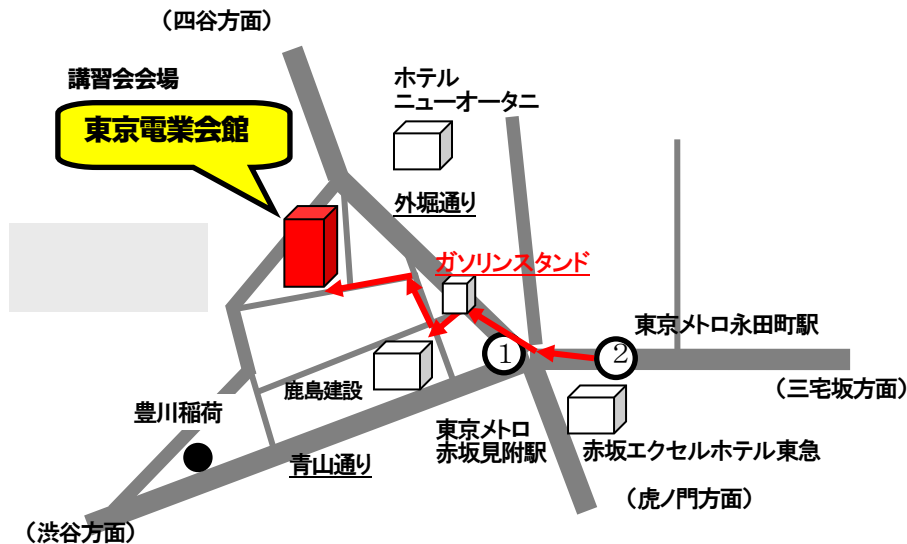 （四谷方面）
講習会会場
東京電業会館
ホテル
ニューオータニ
外堀通り
ガソリンスタンド
東京メトロ永田町駅
①
②
（三宅坂方面）
鹿島建設
豊川稲荷
東京メトロ
赤坂見附駅
赤坂エクセルホテル東急
青山通り
（虎ノ門方面）
（渋谷方面）